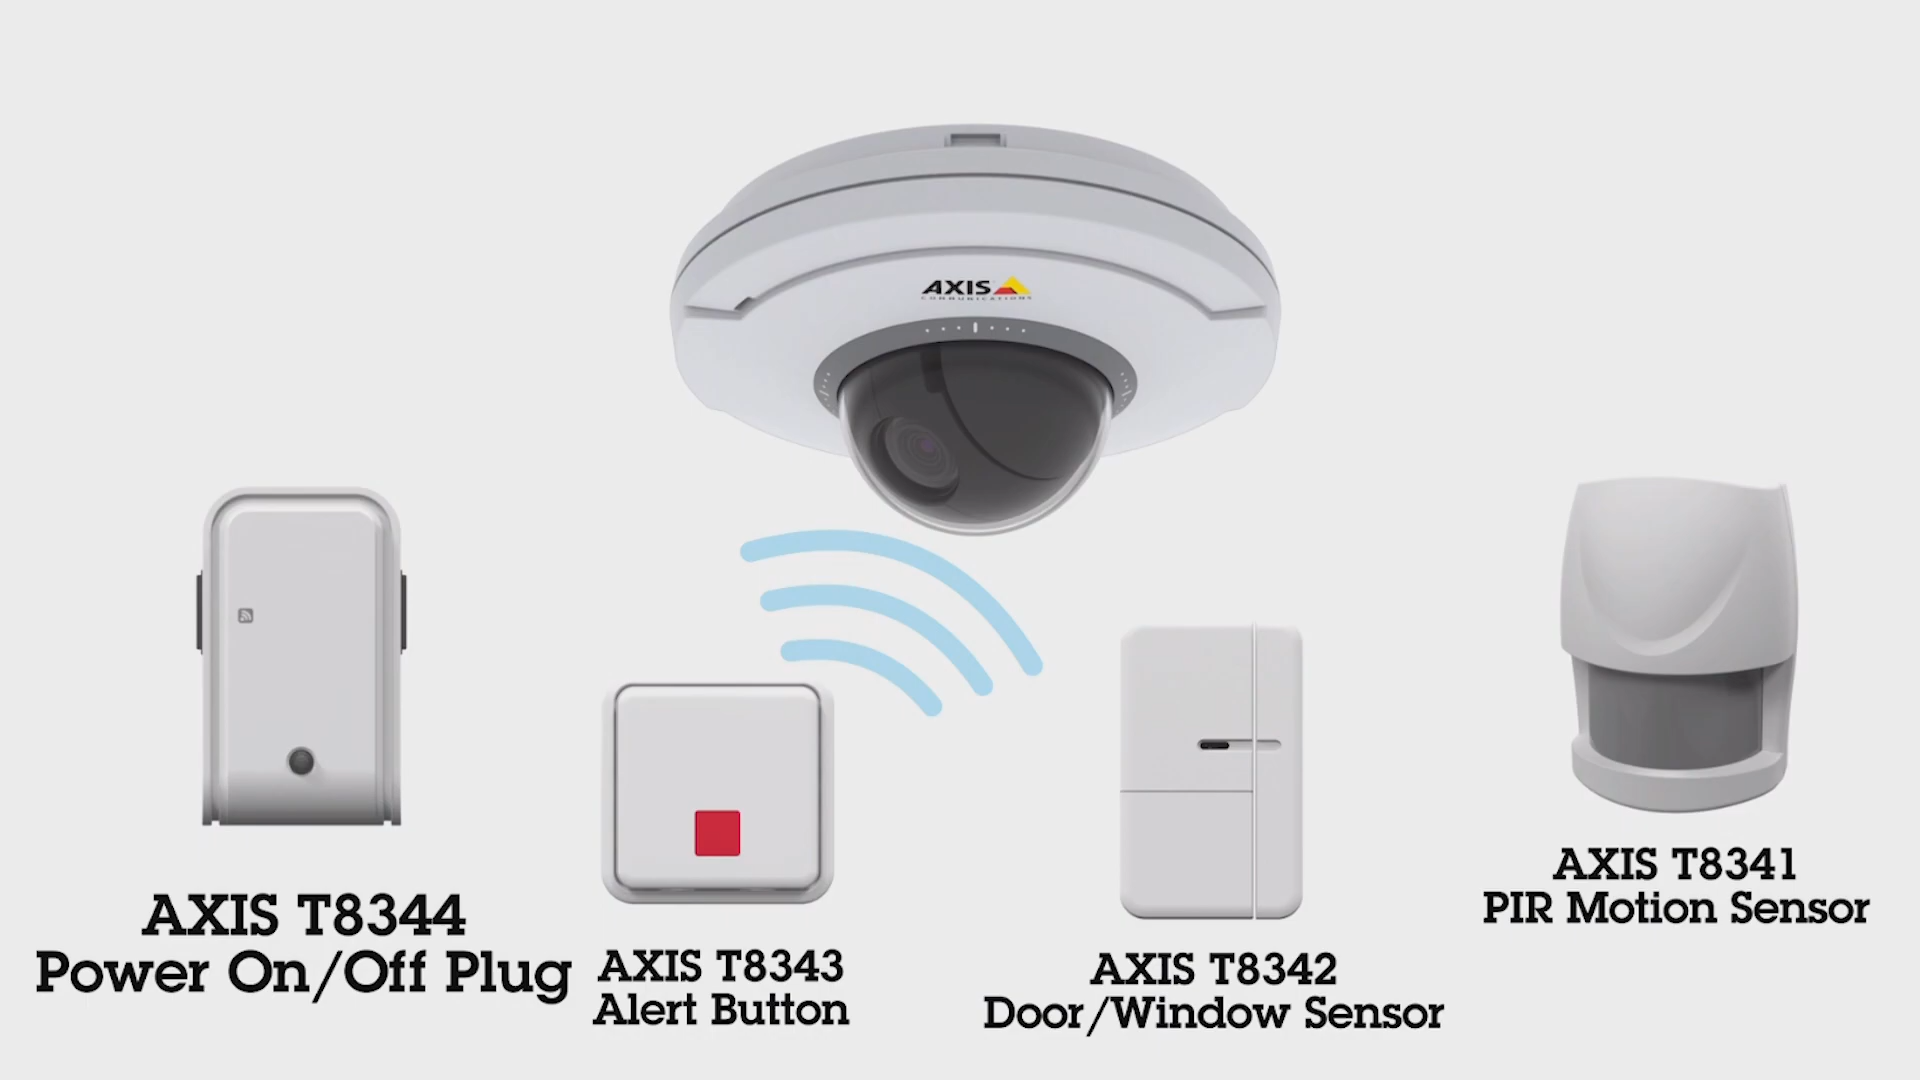 AXIS
COMMUNICATIONS
AXIS T8344
Power On/Off Plug
AXIS T8343
Alert Button
AXIS T8342
Door/Window Sensor
AXIS T8341
PIR Motion Sensor